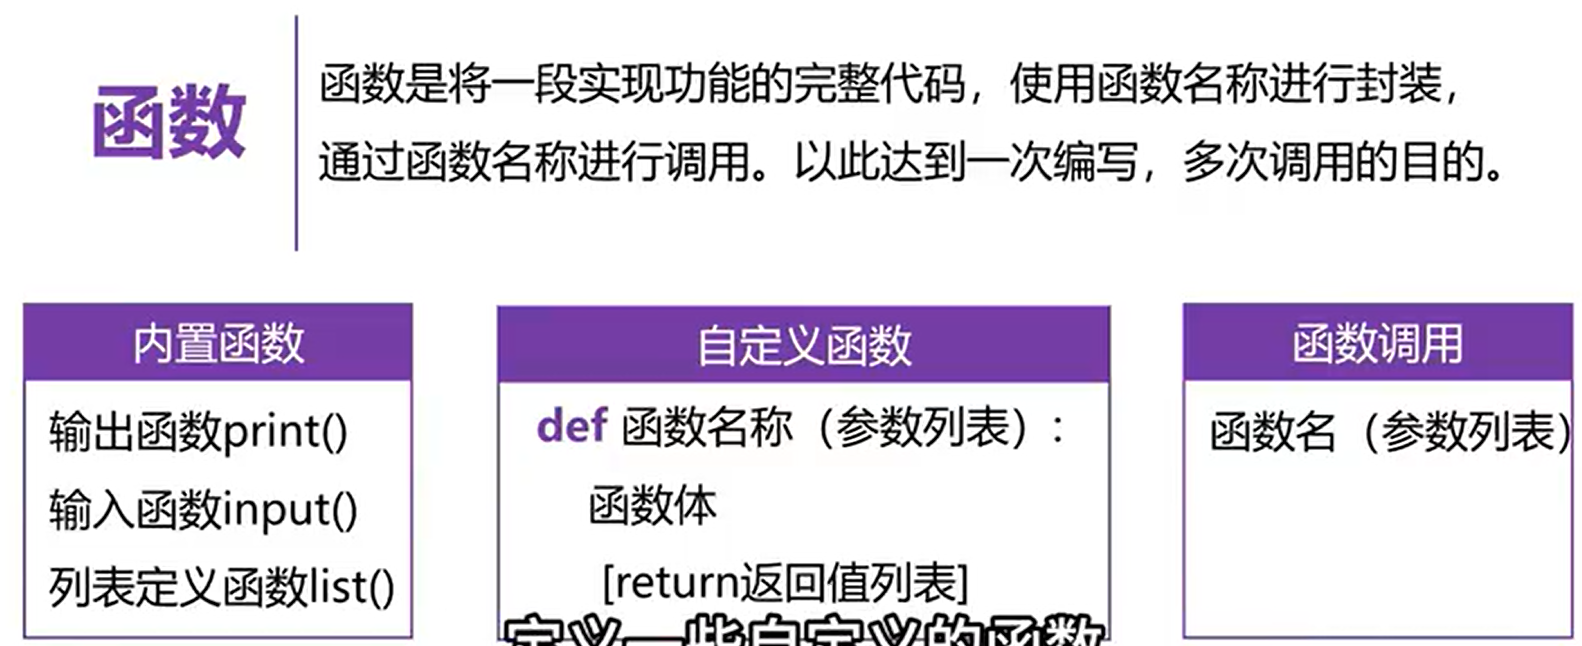 函数
函数是将一段实现功能的完整代码，使用函数名称进行封装，
通过函数名称进行调用。以此达到一次编写，多次调用的目的。
内置函数
输出函数print()
输入函数input()
列表定义函数list()
自定义函数
def 函数名称（参数列表）:
函数体
[return返回值列表]
函数调用
函数名（参数列表）
定义一些自定义的函数